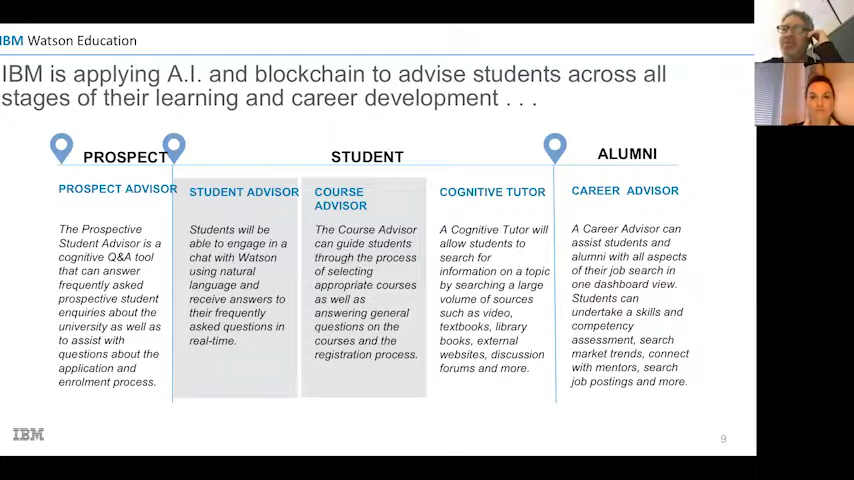 IBM Watson Education
IBM is applying A.I. and blockchain to advise students across all
stages of their learning and career development . . .
PROSPECT
STUDENT
ALUMNI
PROSPECT ADVISOR
The Prospective
Student Advisor is a
cognitive Q&A tool
that can answer
frequently asked
prospective student
enquiries about the
university as well as
to assist with
questions about the
application and
enrolment process.
STUDENT ADVISOR
Students will be
able to engage in a
chat with Watson
using natural
language and
receive answers to
their frequently
asked questions in
real-time.
COURSE
ADVISOR
The Course Advisor
can guide students
through the process
of selecting
appropriate courses
as well as
answering general
questions on the
courses and the
registration process.
COGNITIVE TUTOR
A Cognitive Tutor will
allow students to
search for
information on a topic
by searching a large
volume of sources
such as video,
textbooks, library
books, external
websites, discussion
forums and more.
CAREER ADVISOR
A Career Advisor can
assist students and
alumni with all aspects
of their job search in
one dashboard view.
Students can
undertake a skills and
competency
assessment, search
market trends, connect
with mentors, search
job postings and more.
IBM
9